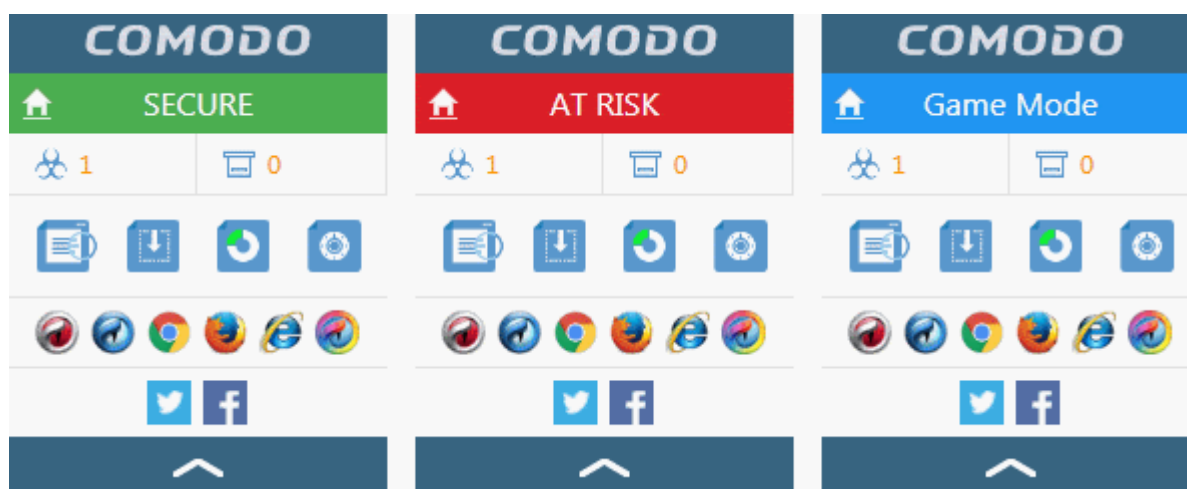 COMODO
SECURE
1 0
COMODO
AT RISK
1 0
COMODO
Game Mode
1 0